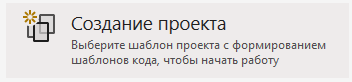 Создание проекта
Выберите шаблон проекта с формированием
шаблонов кода, чтобы начать работу